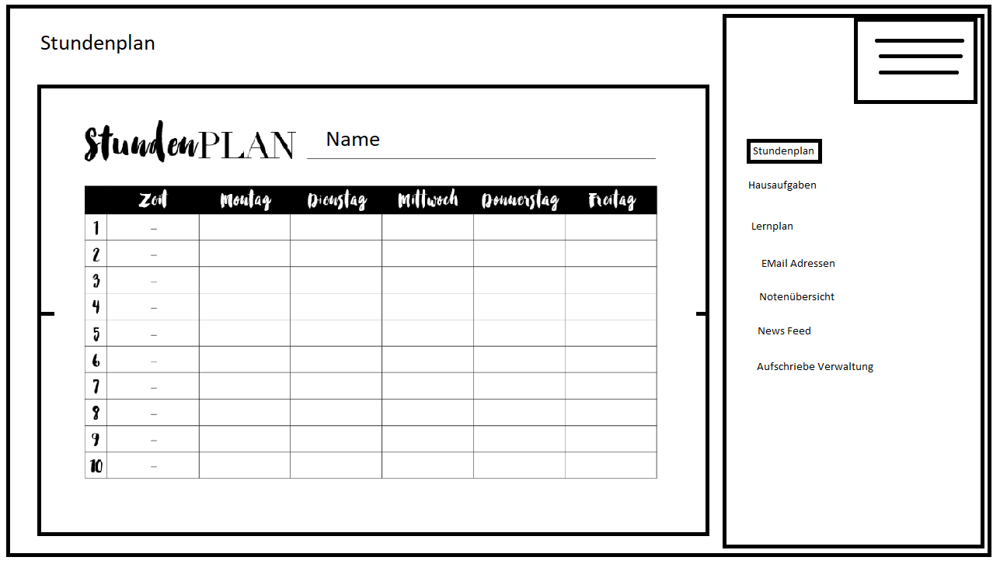 Stundenplan
StundenPLAN Name
Zeit Montag Dienstag Mittwoch Donnerstag Freitag
1 –
2 –
3 –
4 –
5 –
6 –
7 –
8 –
9 –
10 –
Stundenplan
Hausaufgaben
Lernplan
EMail Adressen
Notenübersicht
News Feed
Aufschriebe Verwaltung